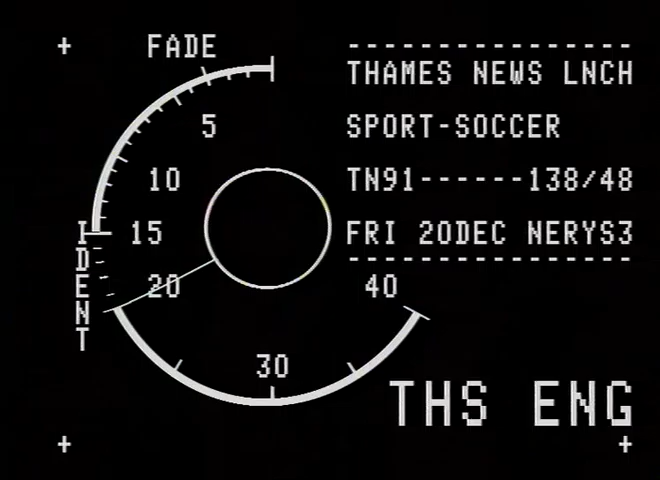 FADE
THAMES NEWS LNCH
SPORT-SOCCER
TN91------138/48
FRI 20DEC NERYS3
5
10
15
20
30
40
IDENT
THS ENG